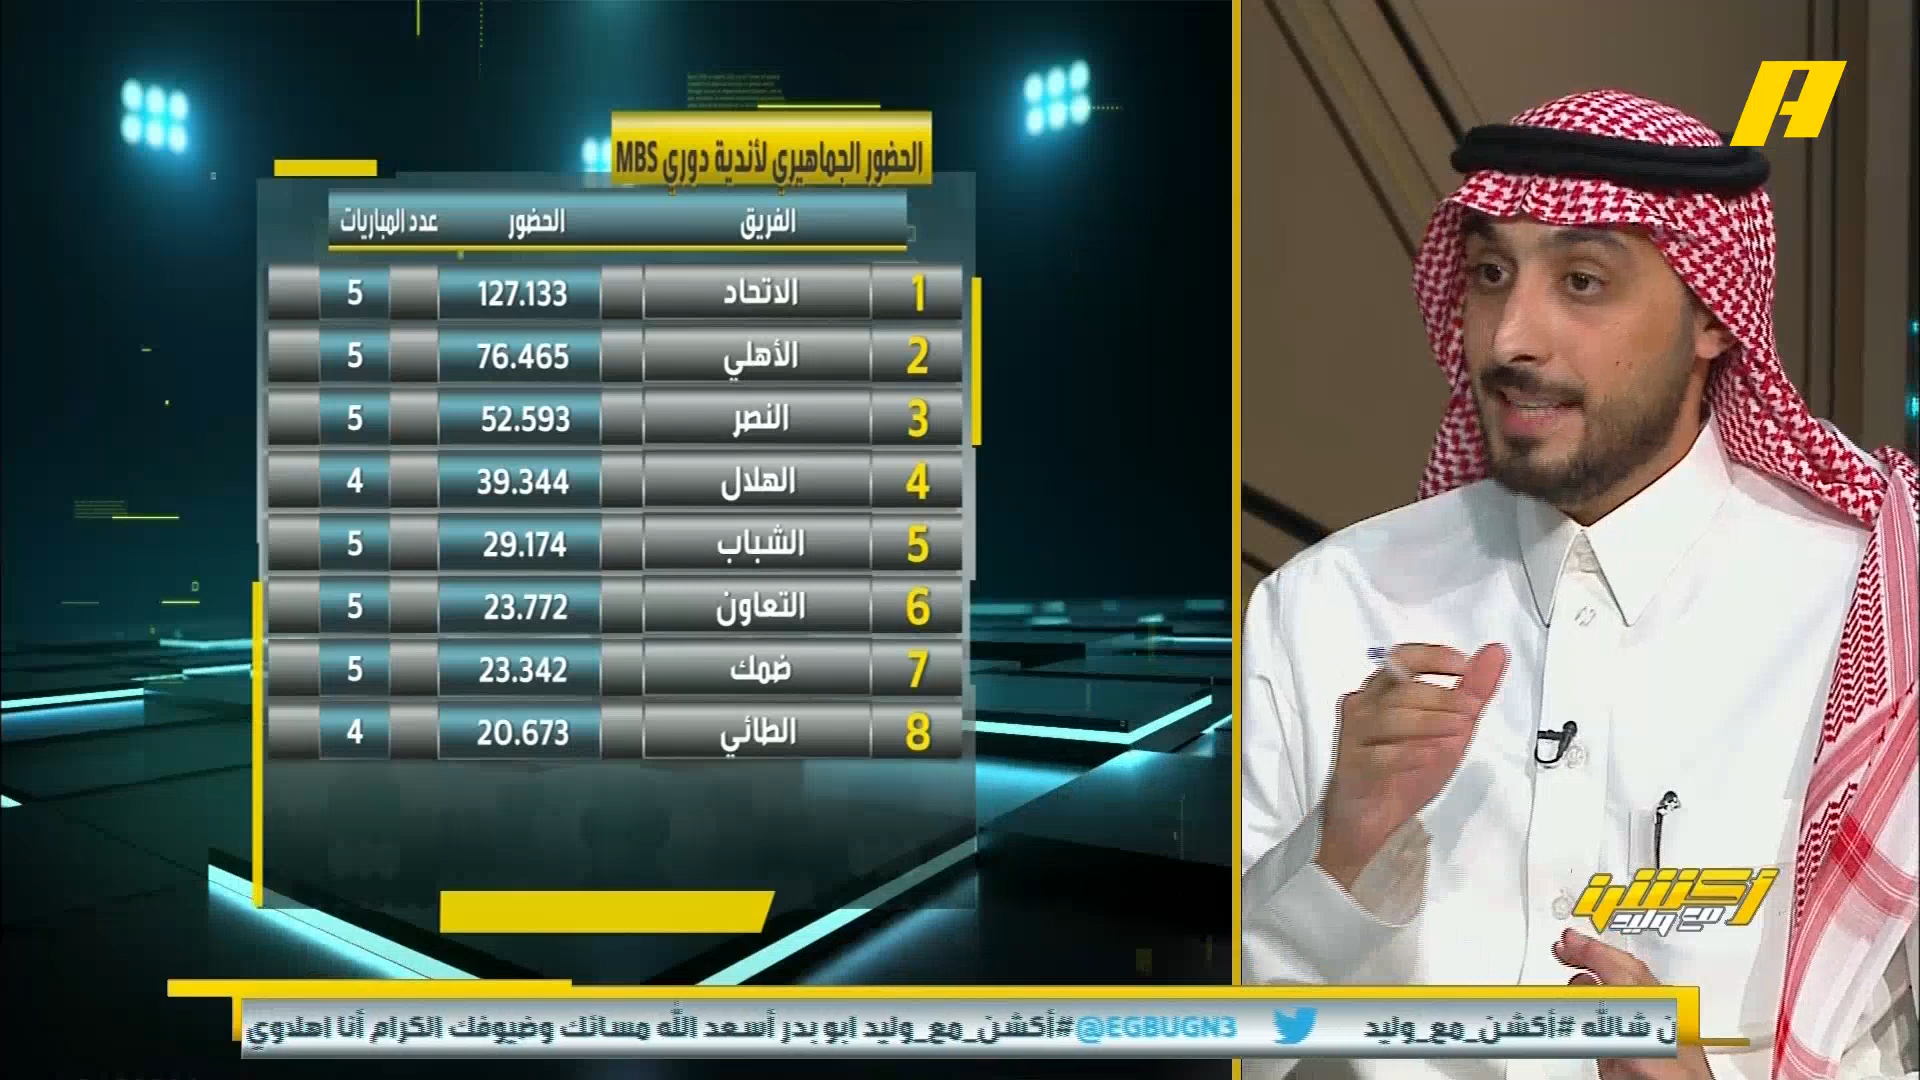 الحضور الجماهيري لأندية دوري MBS
الفريق الحضور عدد المباريات
1 الاتحاد 127.133 5
2 الأهلي 76.465 5
3 النصر 52.593 5
4 الهلال 39.344 4
5 الشباب 29.174 5
6 التعاون 23.772 5
7 ضمك 23.342 5
8 الطائي 20.673 4
أكشن
مع وليد
ن شالله #أكشن_مع_وليد @EGBUGN3 #أكشن_مع_وليد ابو بدر أسعد الله مسائك وضيوفك الكرام أنا اهلاوي